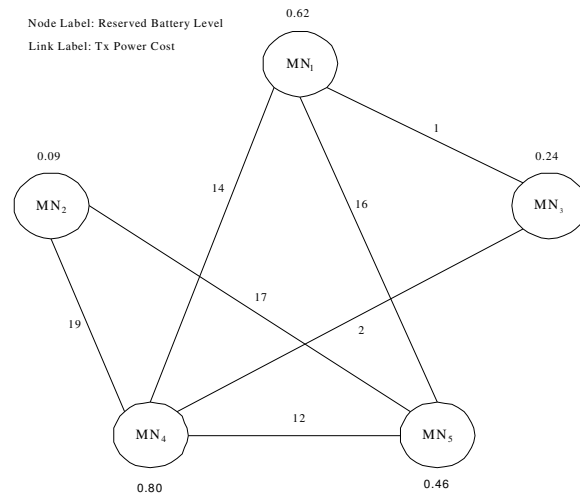 Node Label: Reserved Battery Level
Link Label: Tx Power Cost
0.62
MN₁
0.09
MN₂
0.24
MN₃
1
14
16
17
19
2
12
MN₄
0.80
MN₅
0.46